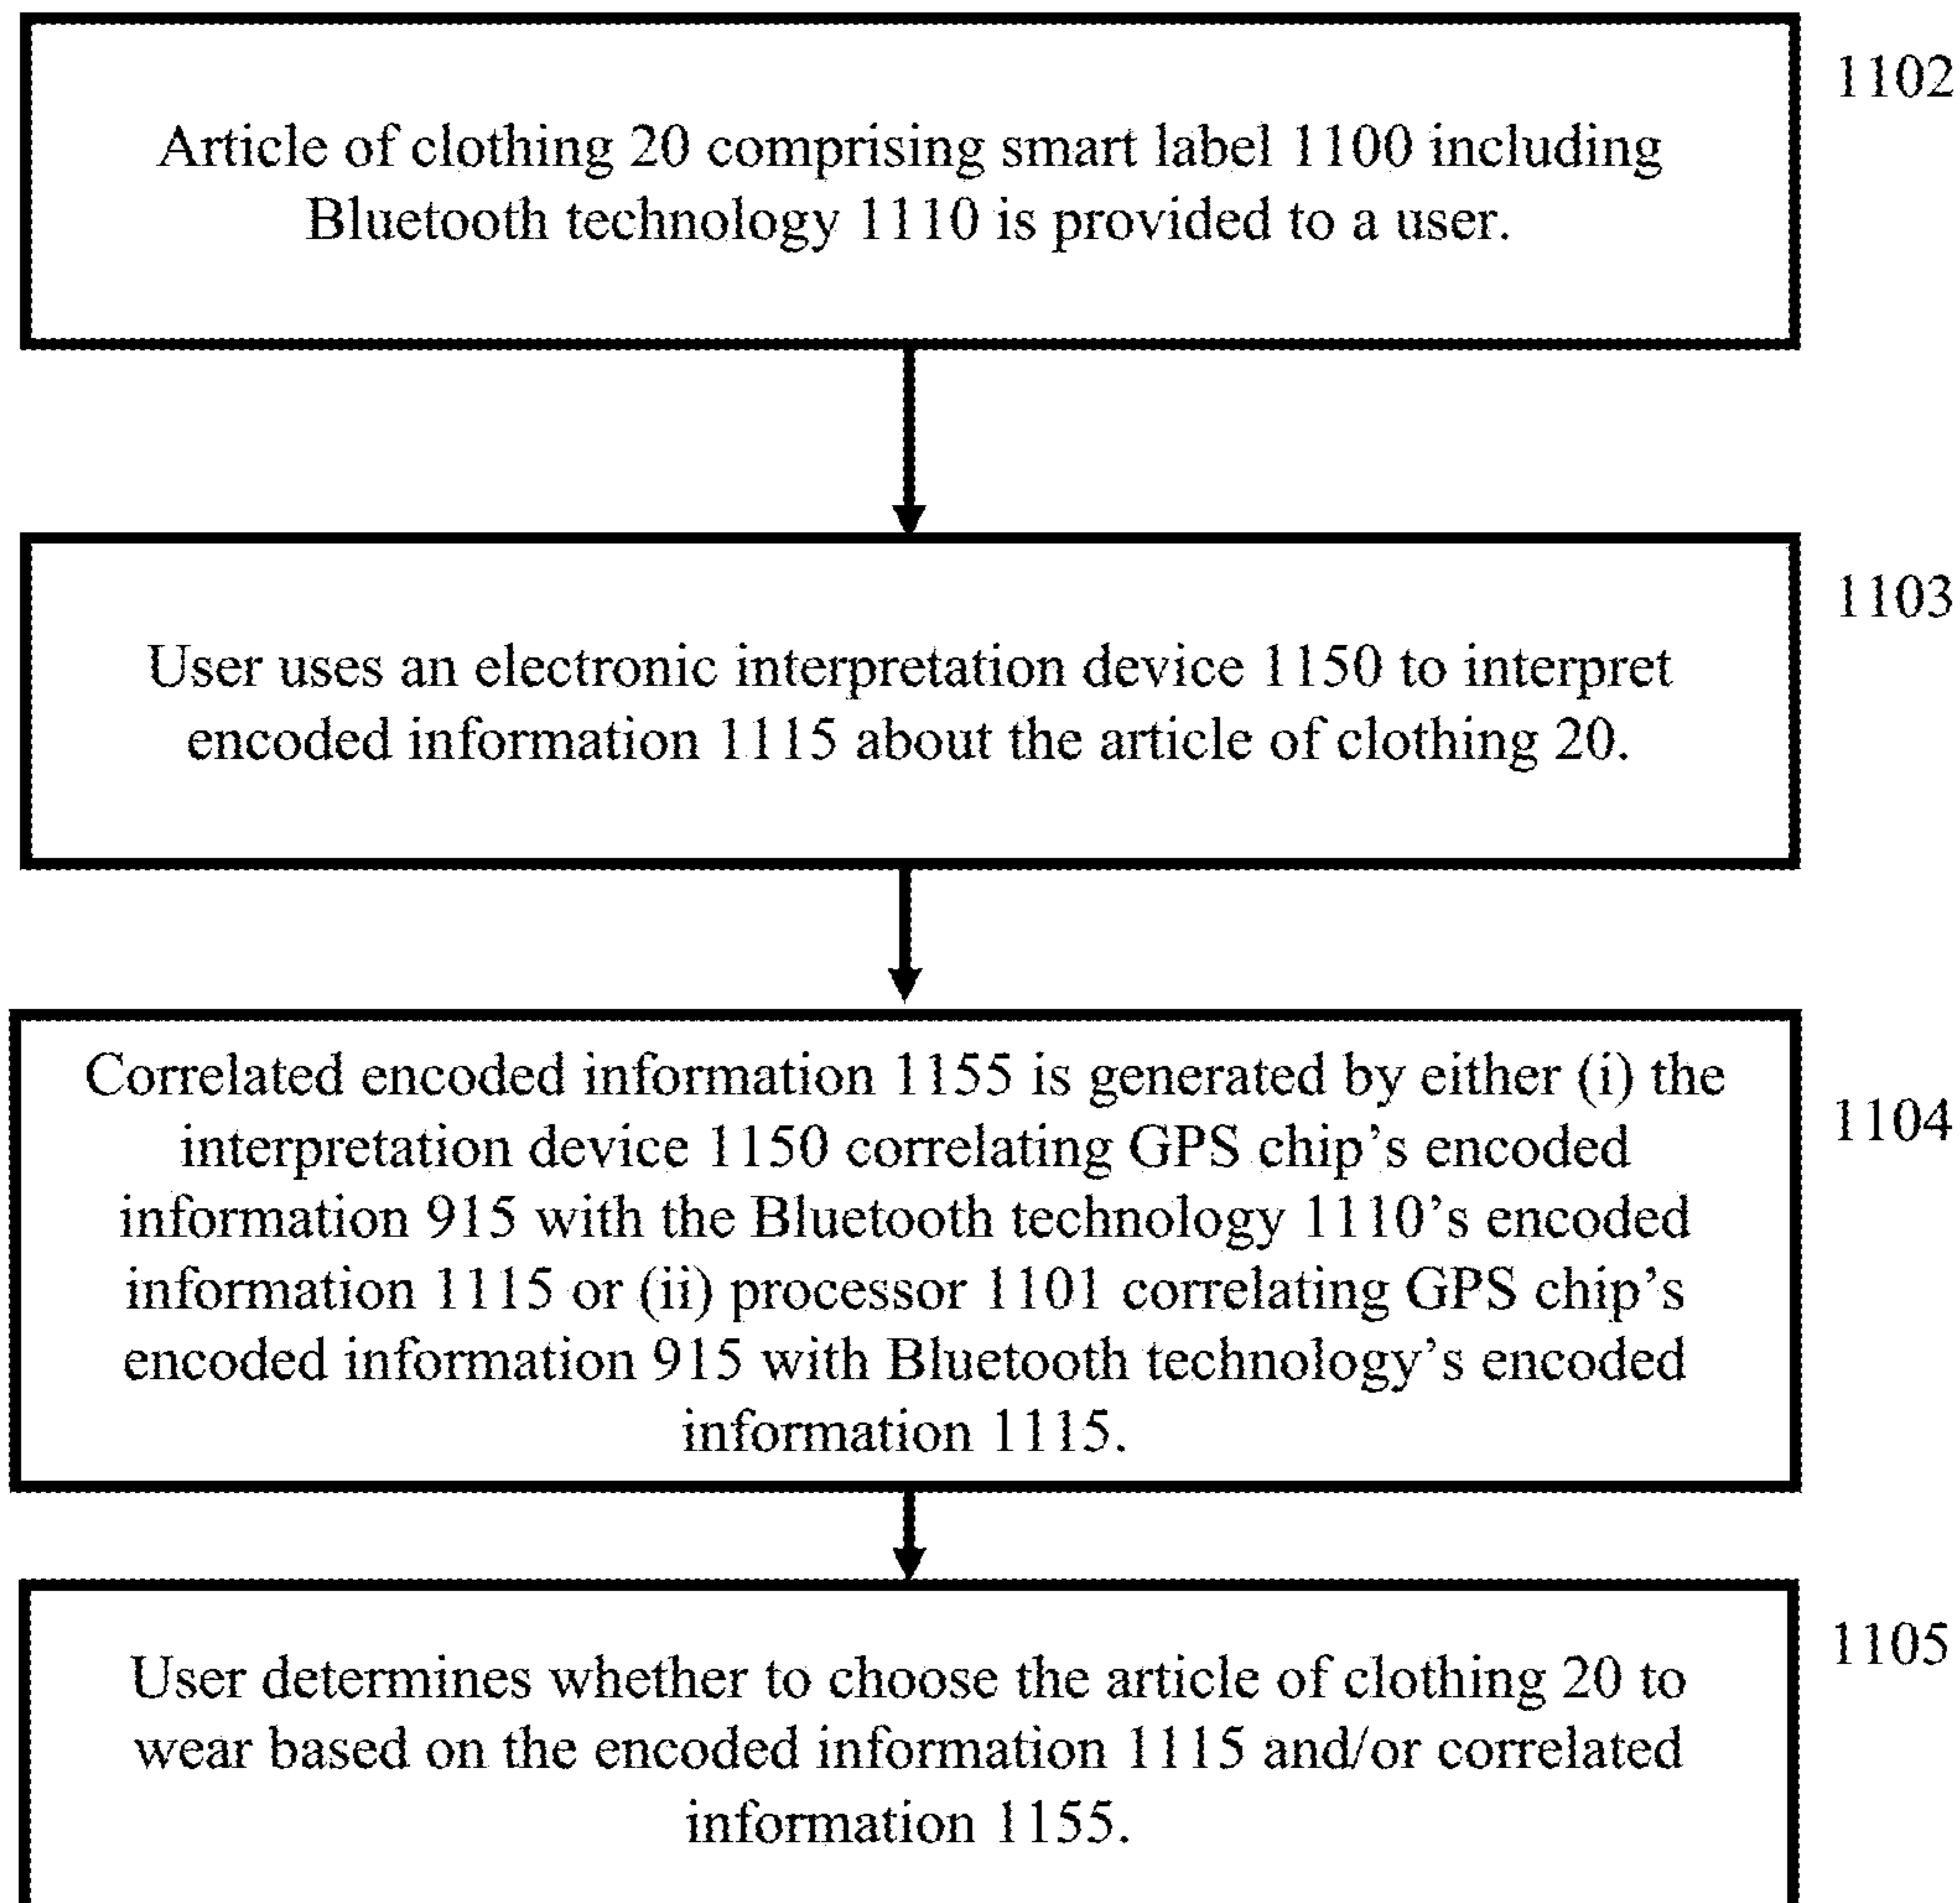 1102
Article of clothing 20 comprising smart label 1100 including
Bluetooth technology 1110 is provided to a user.
1103
User uses an electronic interpretation device 1150 to interpret
encoded information 1115 about the article of clothing 20.
Correlated encoded information 1155 is generated by either (i) the
1104
interpretation device 1150 correlating GPS chip's encoded
information 915 with the Bluetooth technology 1110's encoded
information 1115 or (ii) processor 1101 correlating GPS chip's
encoded information 915 with Bluetooth technology's encoded
information 1115.
1105
User determines whether to choose the article of clothing 20 to
wear based on the encoded information 1115 and/or correlated
information 1155.